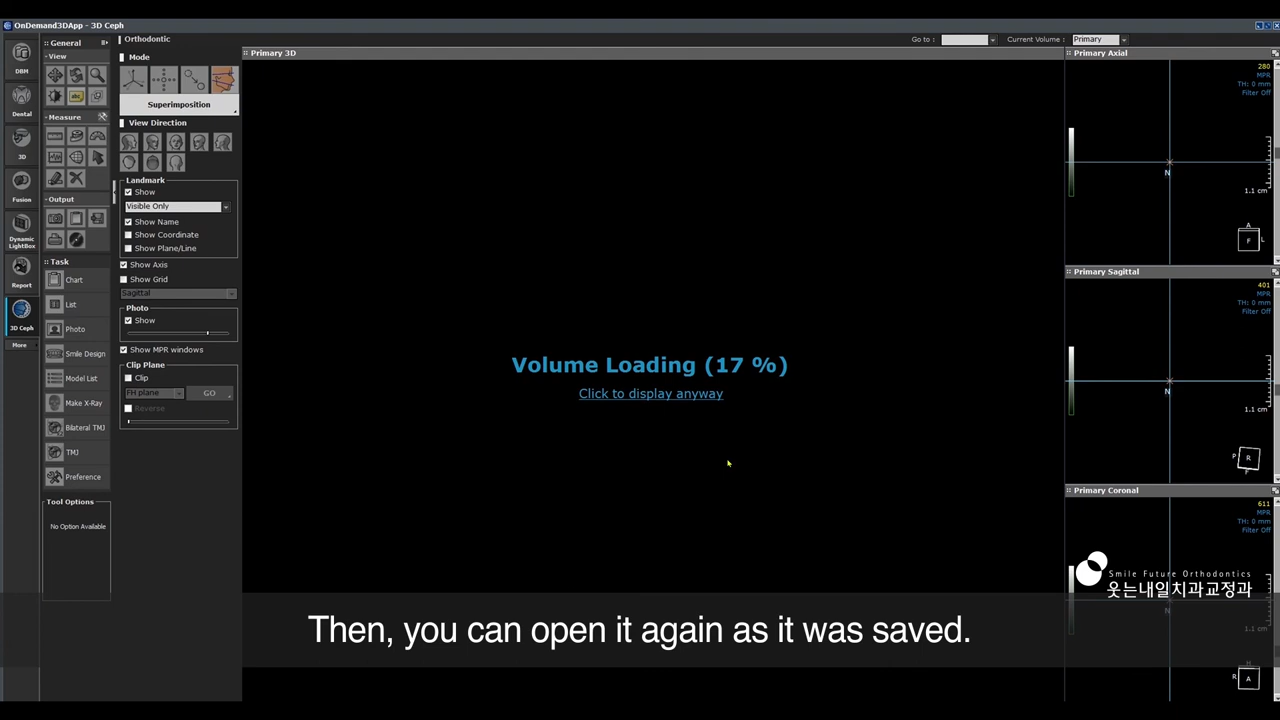 OnDemand3DApp - 3D Ceph
DBM
Dental
3D
Fusion
Dynamic
LightBox
Report
3D Ceph
More
General
View
Measure
Output
Task
Chart
List
Photo
Smile Design
Model List
Make X-Ray
Bilateral TMJ
TMJ
Preference
Tool Options
No Option Available
Orthodontic
Mode
Superimposition
View Direction
Landmark
Show
Visible Only
Show Name
Show Coordinate
Show Plane/Line
Show Axis
Show Grid
Sagittal
Photo
Show
Show MPR windows
Clip Plane
Clip
FH plane
GO
Reverse
Primary 3D
Go to :
Current Volume :
Primary
Volume Loading (17 %)
Click to display anyway
Primary Axial
280
MPR
TH: 0 mm
Filter Off
N
1.1 cm
A
F
L
Primary Sagittal
401
MPR
TH: 0 mm
Filter Off
N
1.1 cm
P
R
F
Primary Coronal
611
MPR
TH: 0 mm
Filter Off
Smile Future Orthodontics
웃는내일치과교정과
N
1.1 cm
H
R
A
Then, you can open it again as it was saved.